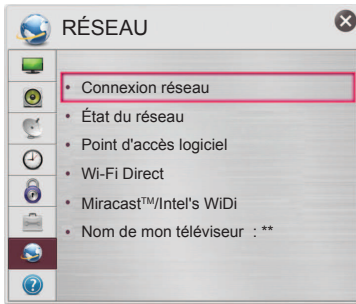 RÉSEAU
• Connexion réseau
• État du réseau
• Point d'accès logiciel
• Wi-Fi Direct
• Miracast™/Intel's WiDi
• Nom de mon téléviseur : **
?